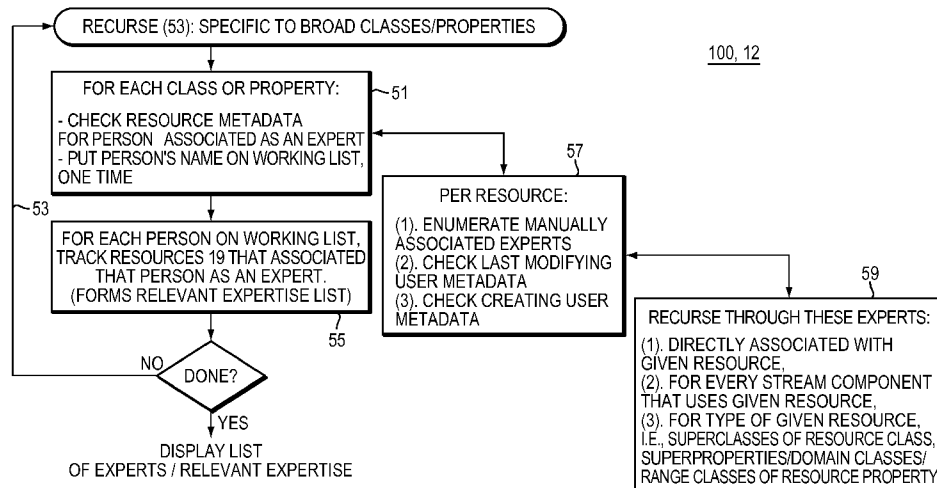 RECURSE (53): SPECIFIC TO BROAD CLASSES/PROPERTIES
100, 12
FOR EACH CLASS OR PROPERTY:
- CHECK RESOURCE METADATA
FOR PERSON ASSOCIATED AS AN EXPERT
- PUT PERSON'S NAME ON WORKING LIST,
ONE TIME
51
53
FOR EACH PERSON ON WORKING LIST,
TRACK RESOURCES 19 THAT ASSOCIATED
THAT PERSON AS AN EXPERT.
(FORMS RELEVANT EXPERTISE LIST)
55
NO
DONE?
YES
DISPLAY LIST
OF EXPERTS / RELEVANT EXPERTISE
57
PER RESOURCE:
(1). ENUMERATE MANUALLY
ASSOCIATED EXPERTS
(2). CHECK LAST MODIFYING
USER METADATA
(3). CHECK CREATING USER
METADATA
59
RECURSE THROUGH THESE EXPERTS:
(1). DIRECTLY ASSOCIATED WITH
GIVEN RESOURCE,
(2). FOR EVERY STREAM COMPONENT
THAT USES GIVEN RESOURCE,
(3). FOR TYPE OF GIVEN RESOURCE,
I.E., SUPERCLASSES OF RESOURCE CLASS,
SUPERPROPERTIES/DOMAIN CLASSES/
RANGE CLASSES OF RESOURCE PROPERTY